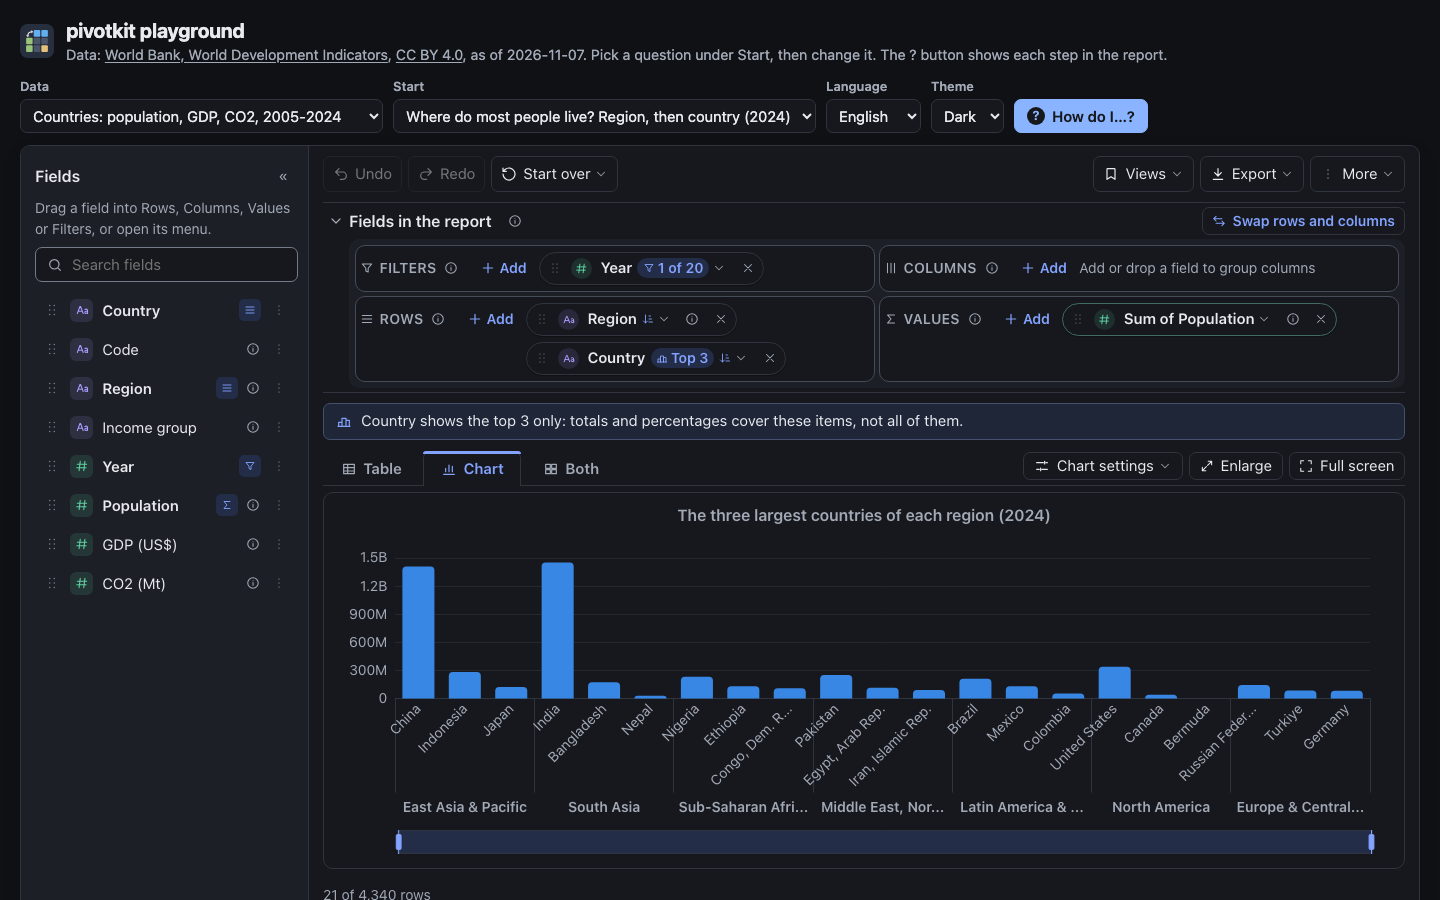 pivotkit playground
Data: World Bank, World Development Indicators, CC BY 4.0, as of 2026-11-07. Pick a question under Start, then change it. The ? button shows each step in the report.
Data
Start
Language
Theme
Countries: population, GDP, CO2, 2005-2024
Where do most people live? Region, then country (2024)
English
Dark
? How do I...?
Fields
«
Drag a field into Rows, Columns, Values
or Filters, or open its menu.
Search fields
Aa Country
Aa Code
Aa Region
Aa Income group
# Year
# Population Σ
# GDP (US$)
# CO2 (Mt)
Undo
Redo
Start over
Views
Export
More
Fields in the report
Swap rows and columns
FILTERS + Add # Year 1 of 20
COLUMNS + Add Add or drop a field to group columns
ROWS + Add Aa Region
Aa Country Top 3
Σ VALUES + Add # Sum of Population
Country shows the top 3 only: totals and percentages cover these items, not all of them.
Table
Chart
Both
Chart settings
Enlarge
Full screen
The three largest countries of each region (2024)
1.5B
1.2B
900M
600M
300M
0
China
Indonesia
Japan
India
Bangladesh
Nepal
Nigeria
Ethiopia
Congo, Dem. R...
Pakistan
Egypt, Arab Rep.
Iran, Islamic Rep.
Brazil
Mexico
Colombia
United States
Canada
Bermuda
Russian Feder...
Turkiye
Germany
East Asia & Pacific
South Asia
Sub-Saharan Afri...
Middle East, Nor...
Latin America & ...
North America
Europe & Central...
21 of 4,340 rows